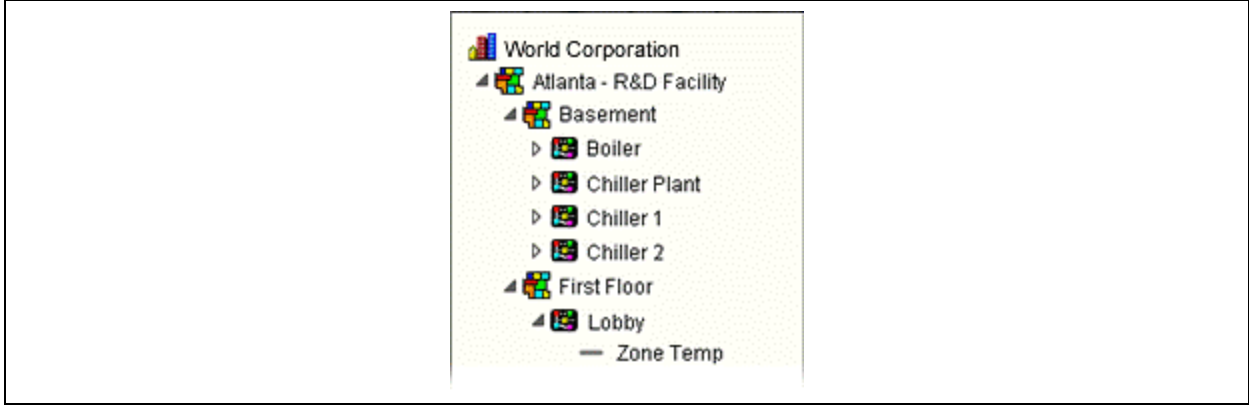 World Corporation
Atlanta - R&D Facility
Basement
Boiler
Chiller Plant
Chiller 1
Chiller 2
First Floor
Lobby
Zone Temp